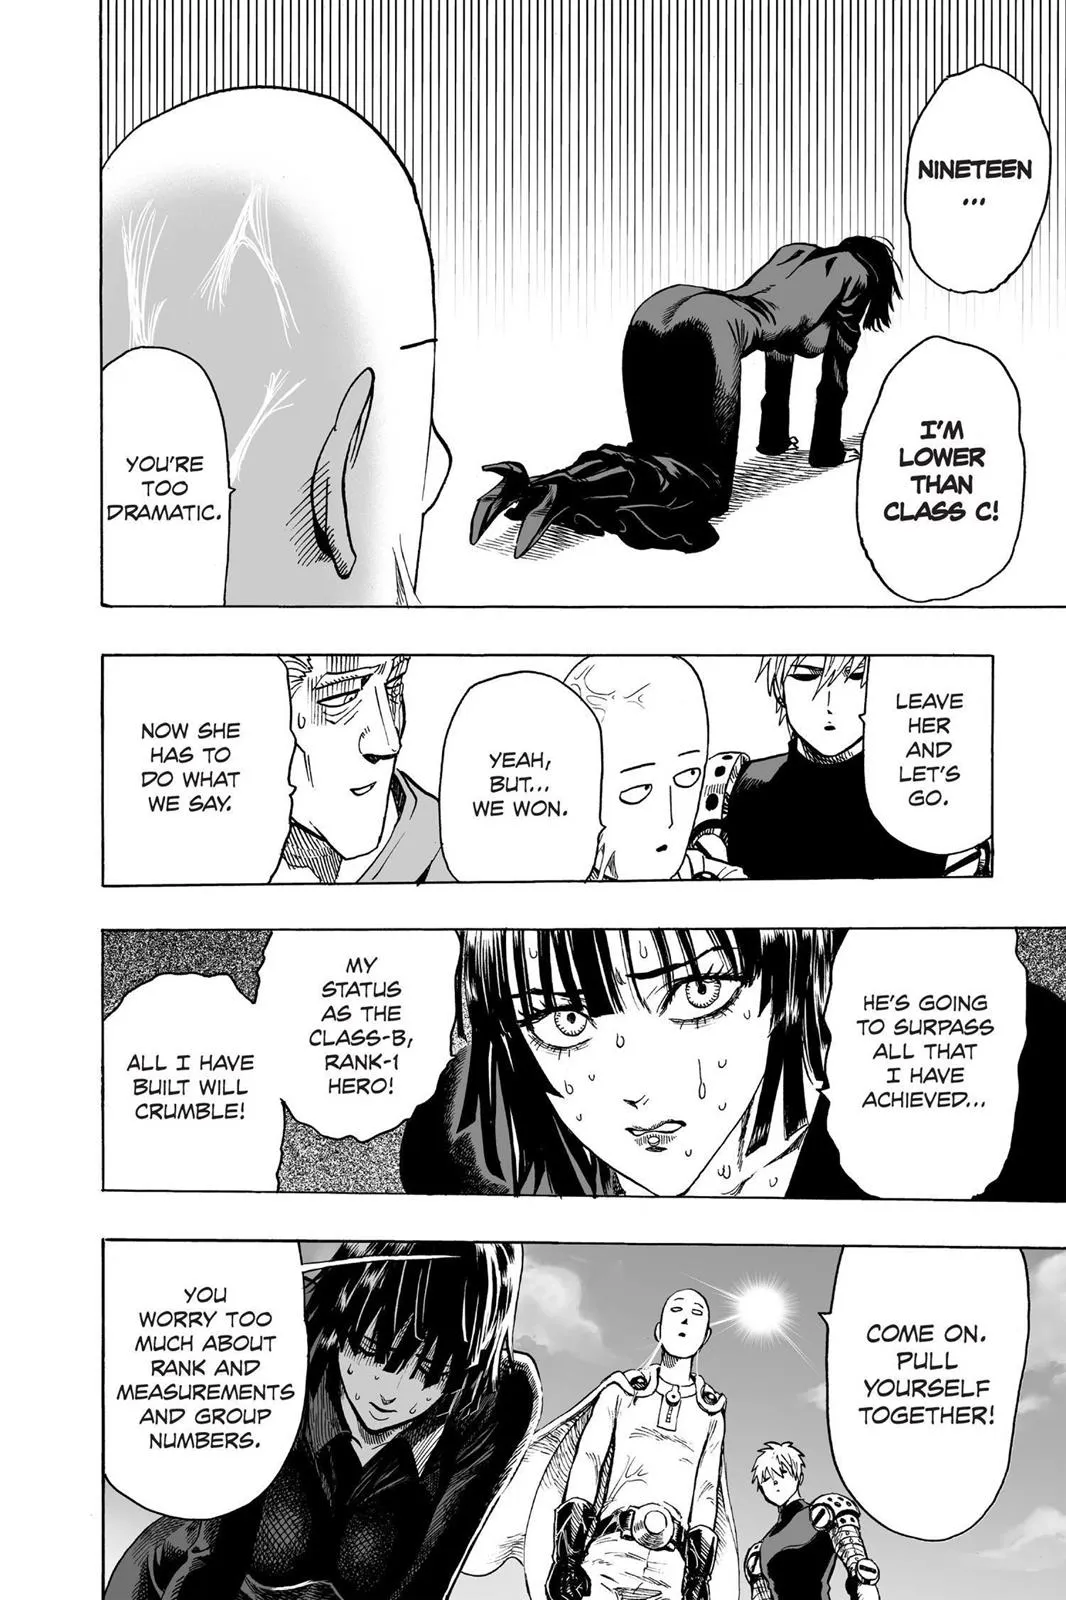 NINETEEN
...
I'M
LOWER
THAN
CLASS C!
YOU'RE
TOO
DRAMATIC.
LEAVE
HER
AND
LET'S
GO.
YEAH,
BUT...
WE WON.
NOW SHE
HAS TO
DO WHAT
WE SAY.
HE'S GOING
TO SURPASS
ALL THAT
I HAVE
ACHIEVED...
MY
STATUS
AS THE
CLASS-B,
RANK-1
HERO!
ALL I HAVE
BUILT WILL
CRUMBLE!
COME ON.
PULL
YOURSELF
TOGETHER!
YOU
WORRY TOO
MUCH ABOUT
RANK AND
MEASUREMENTS
AND GROUP
NUMBERS.